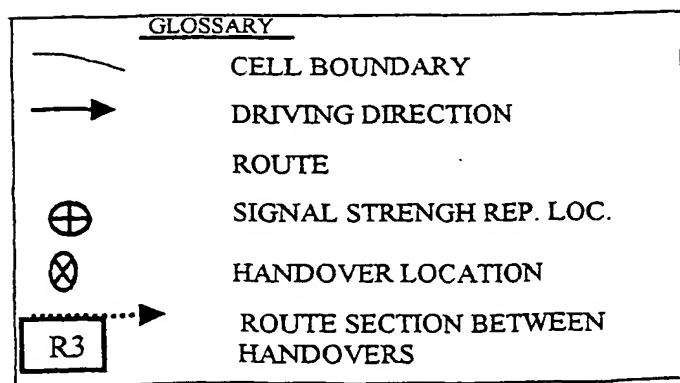 GLOSSARY
CELL BOUNDARY
DRIVING DIRECTION
ROUTE
SIGNAL STRENGH REP. LOC.
HANDOVER LOCATION
ROUTE SECTION BETWEEN
HANDOVERS
R3